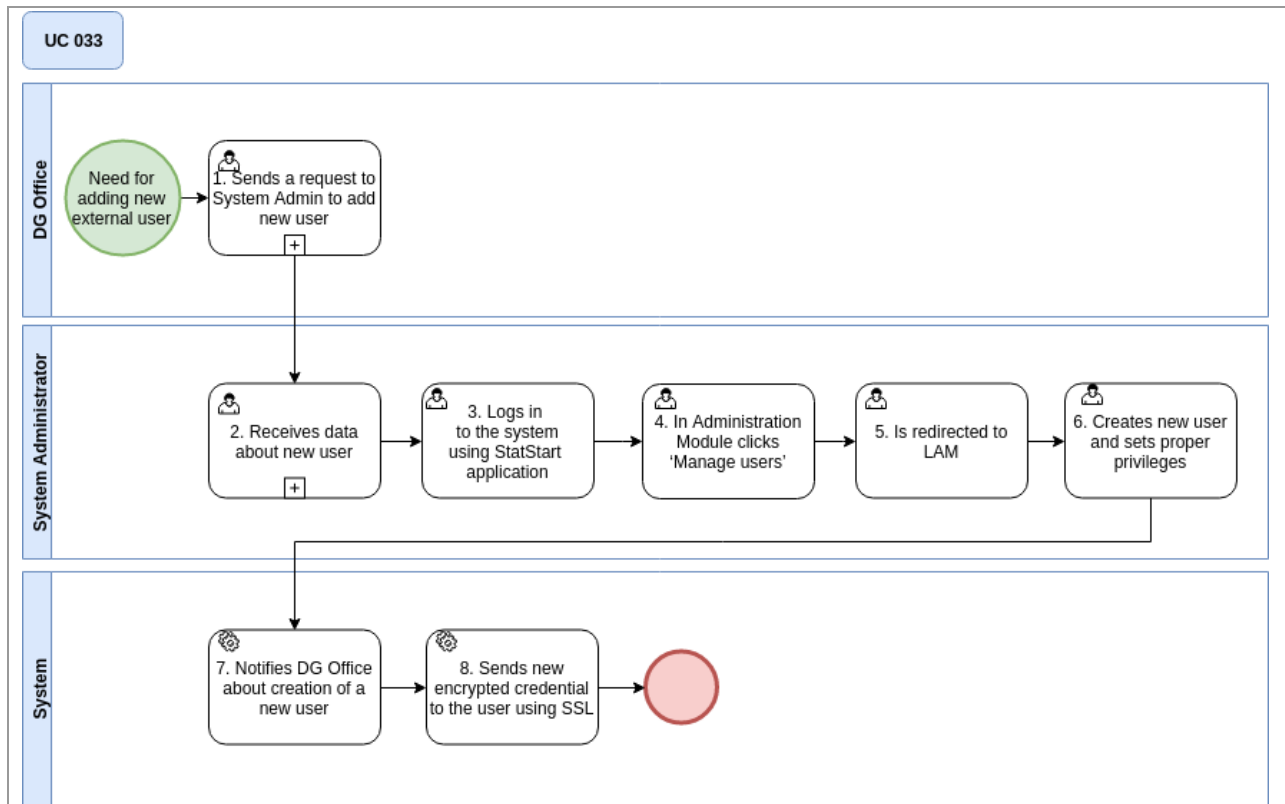 UC 033
DG Office
Need for
adding new
external user
1. Sends a request to
System Admin to add
new user
System Administrator
2. Receives data
about new user
3. Logs in
to the system
using StatStart
application
4. In Administration
Module clicks
‘Manage users’
5. Is redirected to
LAM
6. Creates new user
and sets proper
privileges
System
7. Notifies DG Office
about creation of a
new user
8. Sends new
encrypted credential
to the user using SSL